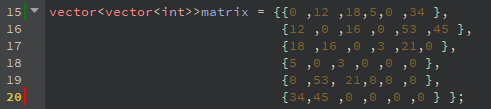 15 vector<vector<int>>matrix = {{0 ,12 ,18,5,0 ,34 },
16 {12 ,0 ,16 ,0 ,53 ,45 },
17 {18 ,16 ,0 ,3 ,21,0 },
18 {5 ,0 ,3 ,0 ,0 ,0 },
19 {0 ,53, 21,0,0 ,0 },
20 {34,45 ,0 ,0 ,0 ,0 } };